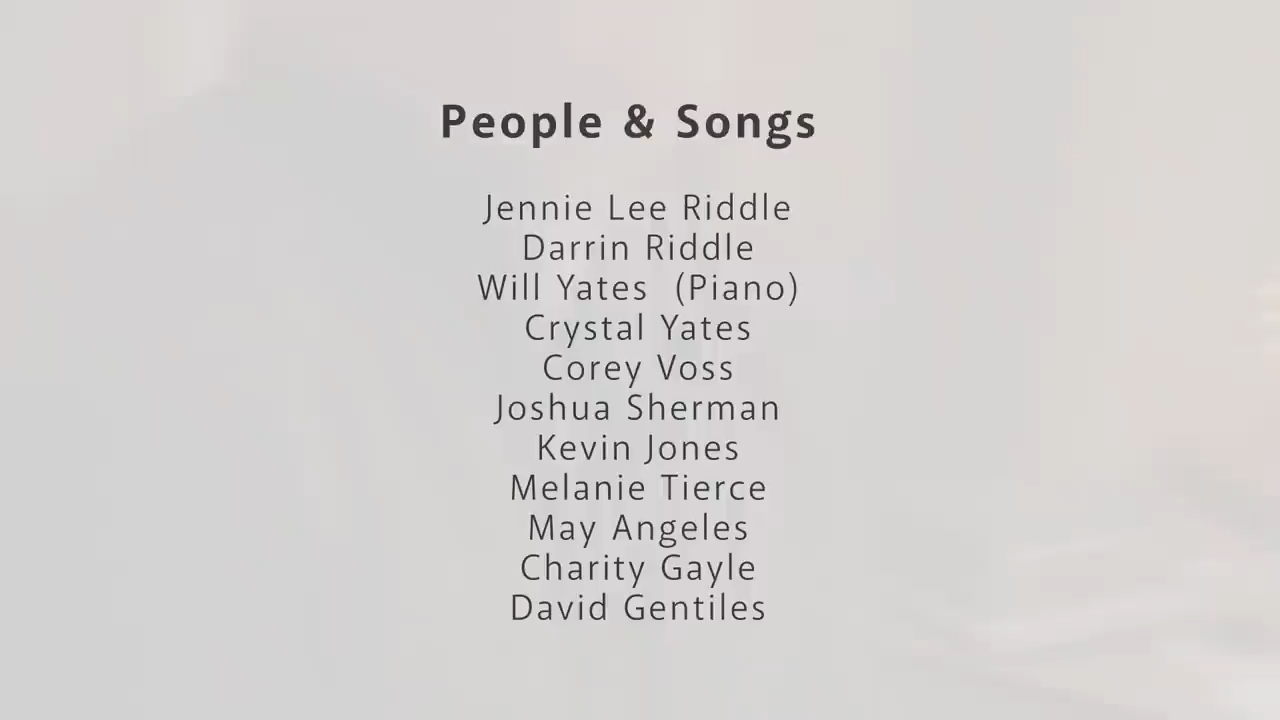 People & Songs
Jennie Lee Riddle
Darrin Riddle
Will Yates (Piano)
Crystal Yates
Corey Voss
Joshua Sherman
Kevin Jones
Melanie Tierce
May Angeles
Charity Gayle
David Gentiles